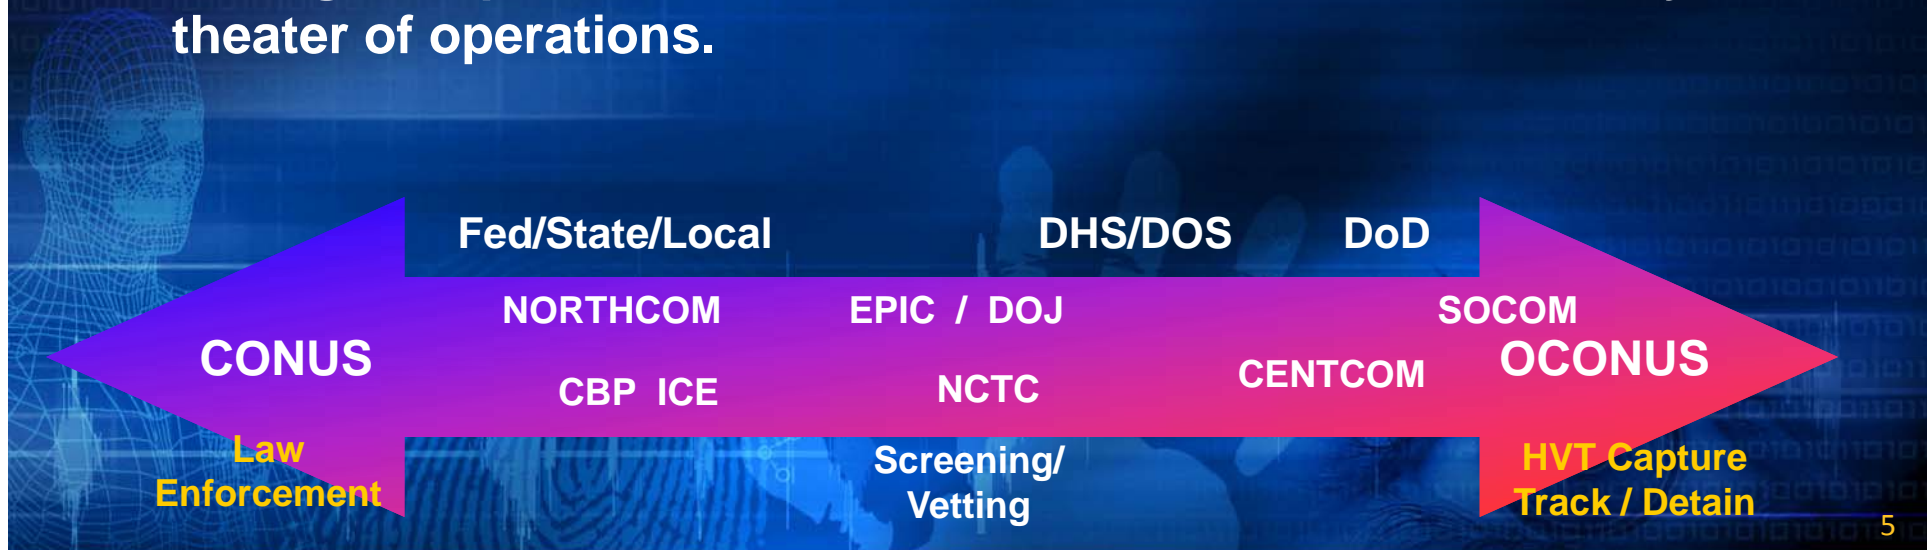 theater of operations.
Fed/State/Local DHS/DOS DoD
NORTHCOM EPIC / DOJ SOCOM
CONUS OCONUS
CBP ICE NCTC CENTCOM
Law
Enforcement
Screening/
Vetting
HVT Capture
Track / Detain
5